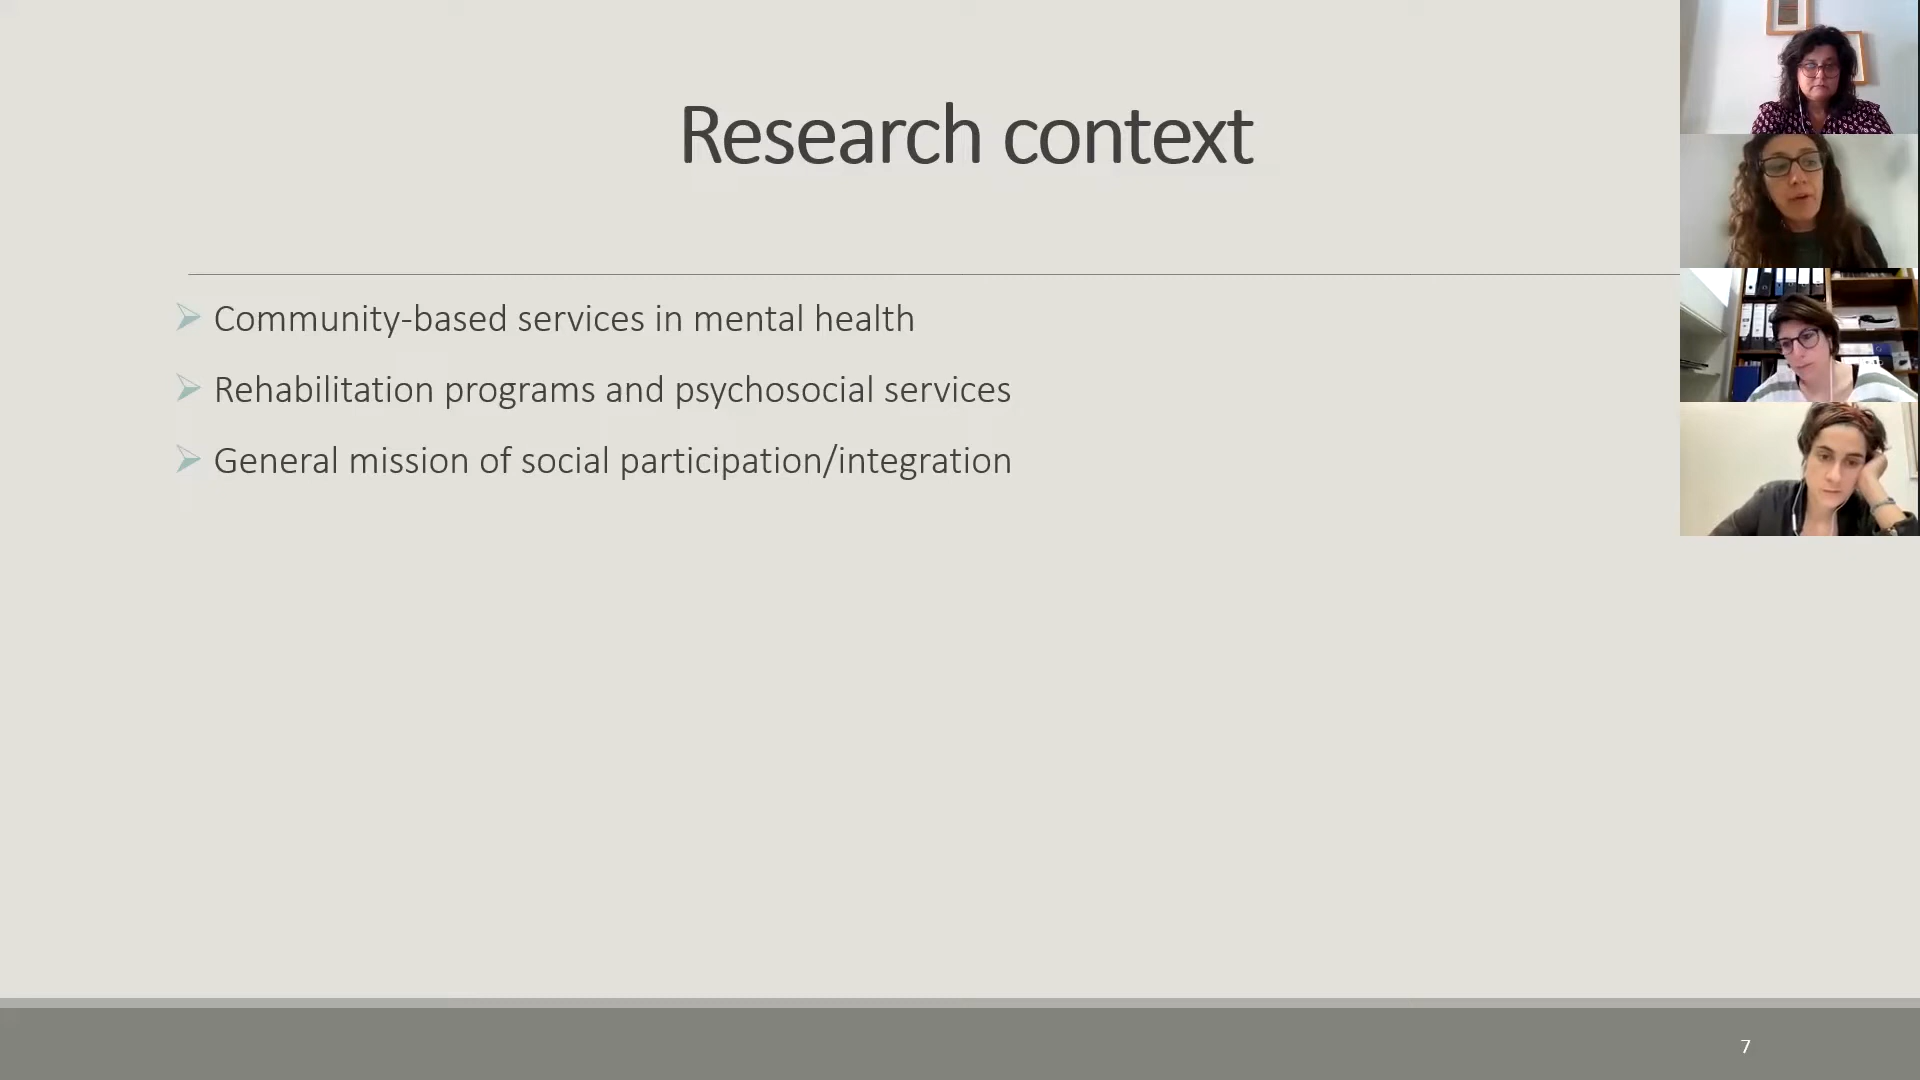 Research context
Community-based services in mental health
Rehabilitation programs and psychosocial services
General mission of social participation/integration
7